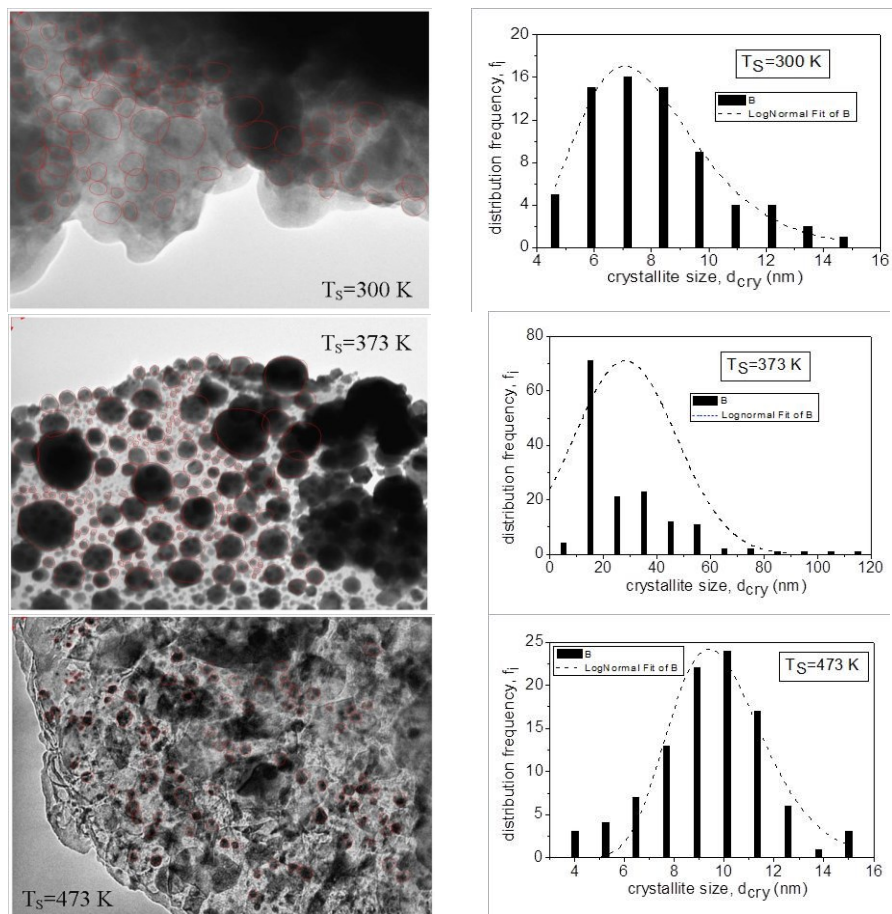 T_S=300 K
T_S=300 K
B
LogNormal Fit of B
distribution frequency, f_i
20
16
12
8
4
0
4 6 8 10 12 14 16
crystallite size, d_cry (nm)
T_S=373 K
T_S=373 K
B
Lognormal Fit of B
distribution frequency, f_i
80
60
40
20
0
0 20 40 60 80 100 120
crystallite size, d_cry (nm)
T_S=473 K
B
LogNormal Fit of B
T_S=473 K
distribution frequency, f_i
25
20
15
10
5
0
4 6 8 10 12 14
crystallite size, d_cry (nm)